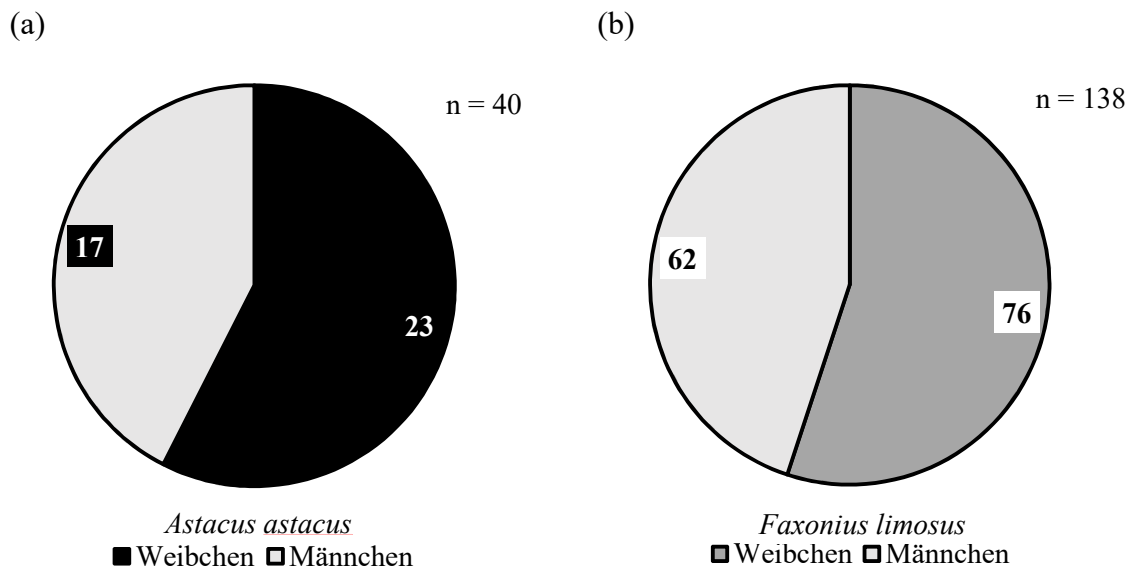 (a)
n = 40
17
23
Astacus astacus
■ Weibchen □ Männchen
(b)
n = 138
62
76
Faxonius limosus
■ Weibchen □ Männchen